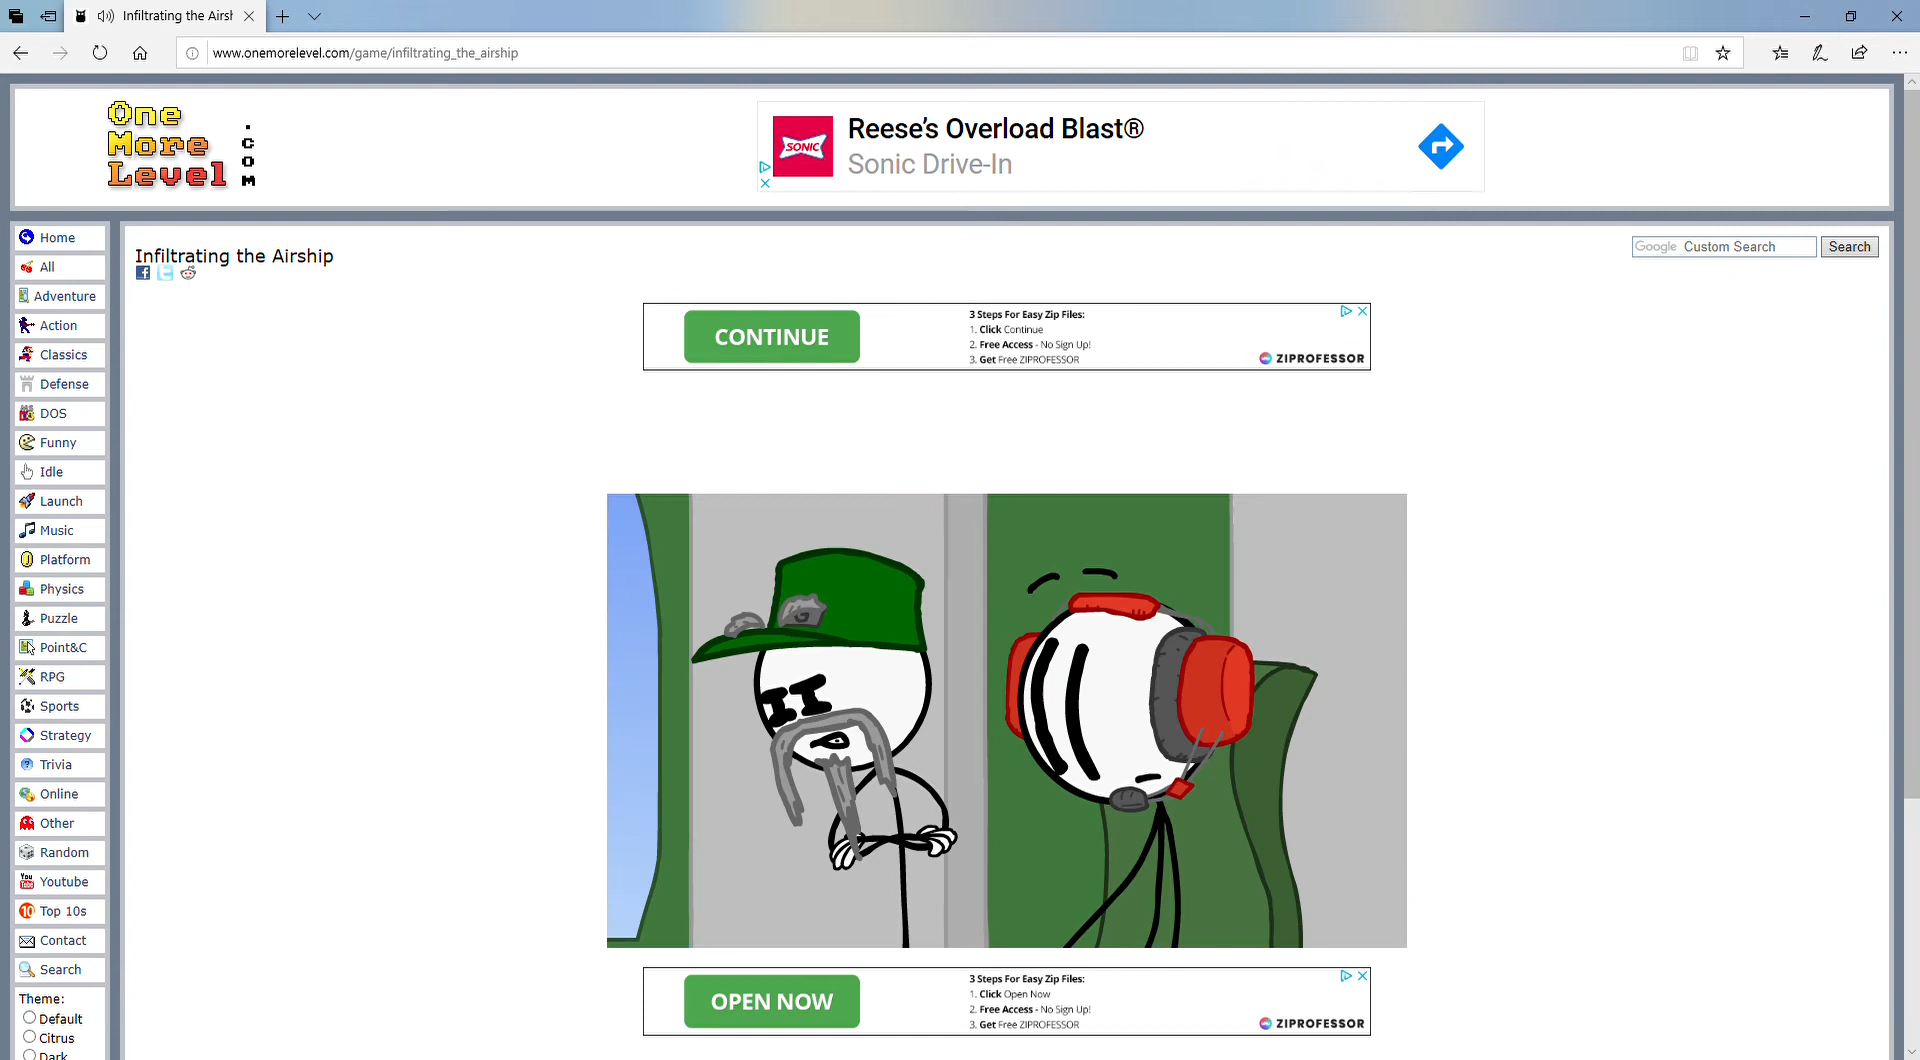 Infiltrating the Airsh
www.onemorelevel.com/game/infiltrating_the_airship
One
More
Level
.com
SONIC
Reese's Overload Blast®
Sonic Drive-In
Home
All
Adventure
Action
Classics
Defense
DOS
Funny
Idle
Launch
Music
Platform
Physics
Puzzle
Point&C
RPG
Sports
Strategy
Trivia
Online
Other
Random
You
Tube
Youtube
10
Top 10s
Contact
Search
Theme:
Default
Citrus
Dark
Infiltrating the Airship
Google Custom Search
Search
CONTINUE
3 Steps For Easy Zip Files:
1. Click Continue
2. Free Access - No Sign Up!
3. Get Free ZIPROFESSOR
ZIPROFESSOR
OPEN NOW
3 Steps For Easy Zip Files:
1. Click Open Now
2. Free Access - No Sign Up!
3. Get Free ZIPROFESSOR
ZIPROFESSOR